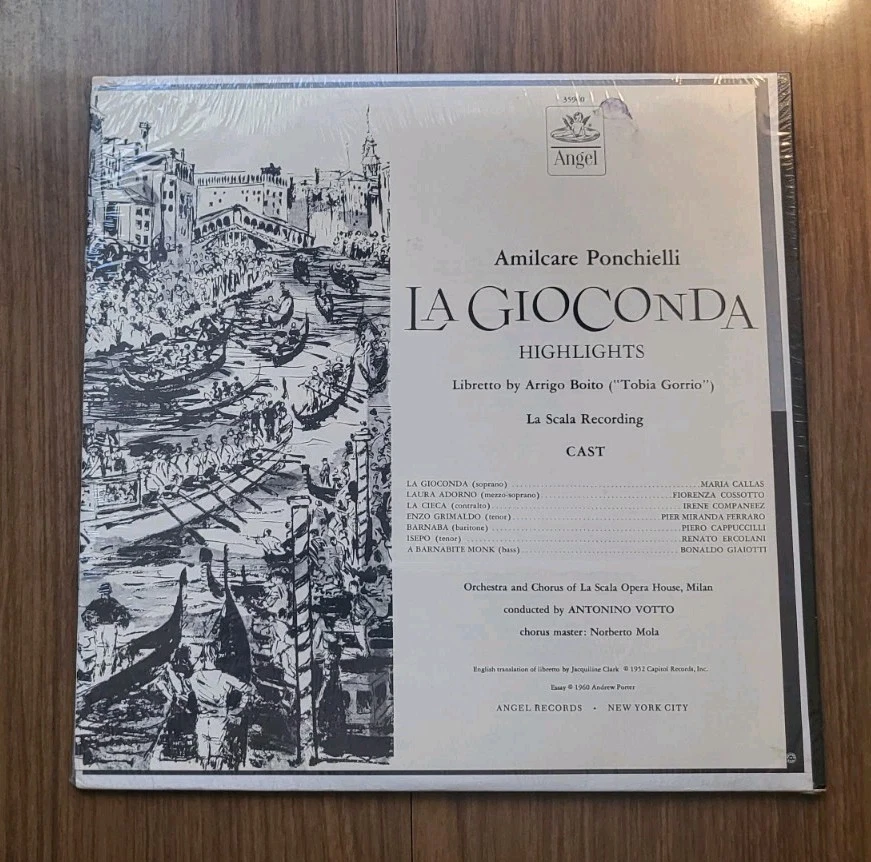 Angel
Amilcare Ponchielli
LA GIOCONDA
HIGHLIGHTS
Libretto by Arrigo Boito ("Tobia Gorrio")
La Scala Recording
CAST
LA GIOCONDA (soprano) ........ MARIA CALLAS
LAURA ADORNO (mezzo-soprano) ........ FIORENZA COSSOTTO
LA CIECA (contralto) ........ IRENE COMPANEEZ
ENZO GRIMALDO (tenor) ........ PIER MIRANDA FERRARO
BARNABA (baritone) ........ PIERO CAPPUCCILLI
ISEPO (tenor) ........ RENATO ERCOLANI
A BARNABITE MONK (bass) ........ BONALDO GIAIOTTI
Orchestra and Chorus of La Scala Opera House, Milan
conducted by ANTONINO VOTTO
chorus master: Norberto Mola
English translation of libretto by Jacquiline Clark © 1952 Capitol Records, Inc.
Essay © 1960 Andrew Porter
ANGEL RECORDS · NEW YORK CITY